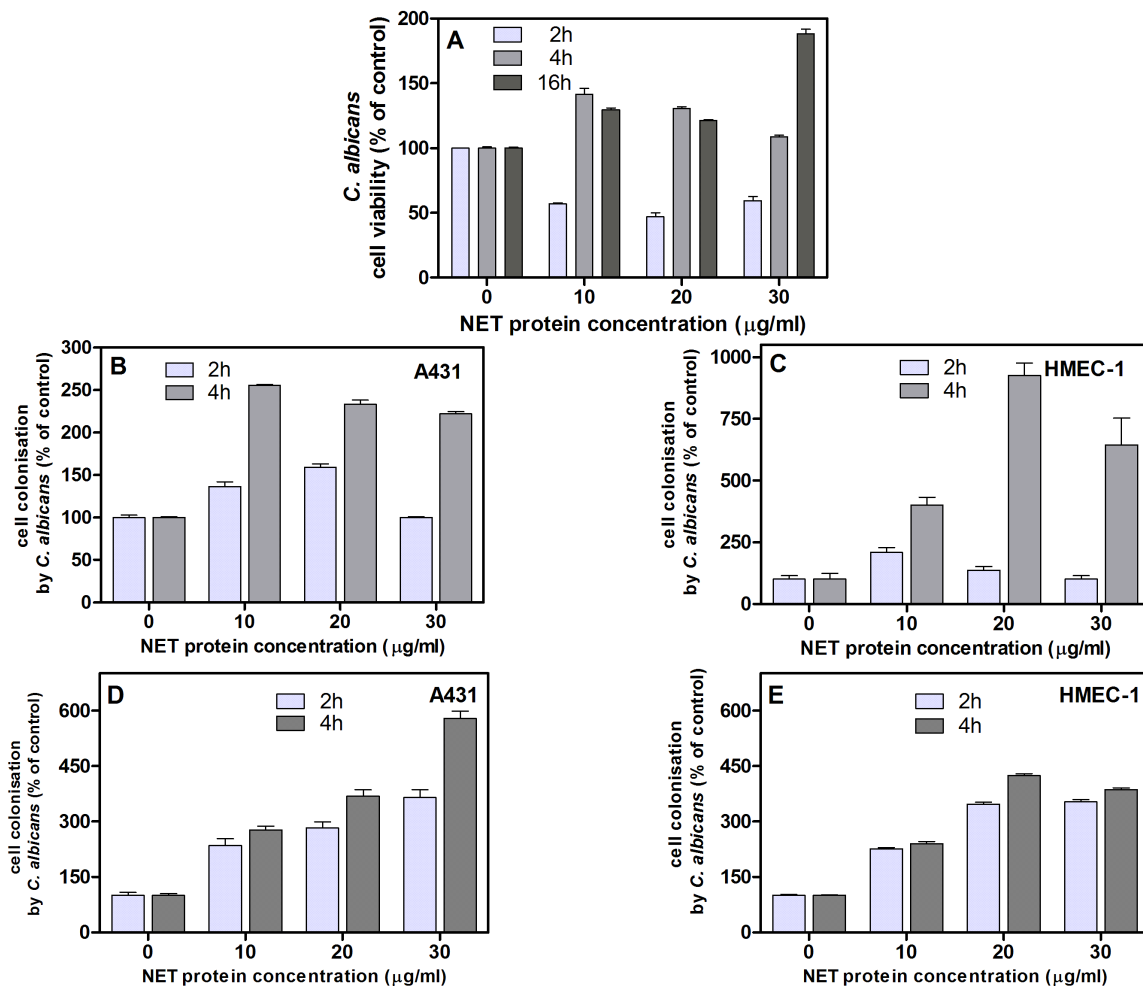 A
2h
4h
16h
C. albicans
cell viability (% of control)
200
150
100
50
0
0 10 20 30
NET protein concentration (μg/ml)
B
A431
2h
4h
cell colonisation
by C. albicans (% of control)
300
250
200
150
100
50
0
0 10 20 30
NET protein concentration (μg/ml)
C
HMEC-1
2h
4h
cell colonisation
by C. albicans (% of control)
1000
750
500
250
0
0 10 20 30
NET protein concentration (μg/ml)
D
A431
2h
4h
cell colonisation
by C. albicans (% of control)
600
450
300
150
0
0 10 20 30
NET protein concentration (μg/ml)
E
HMEC-1
2h
4h
cell colonisation
by C. albicans (% of control)
600
450
300
150
0
0 10 20 30
NET protein concentration (μg/ml)